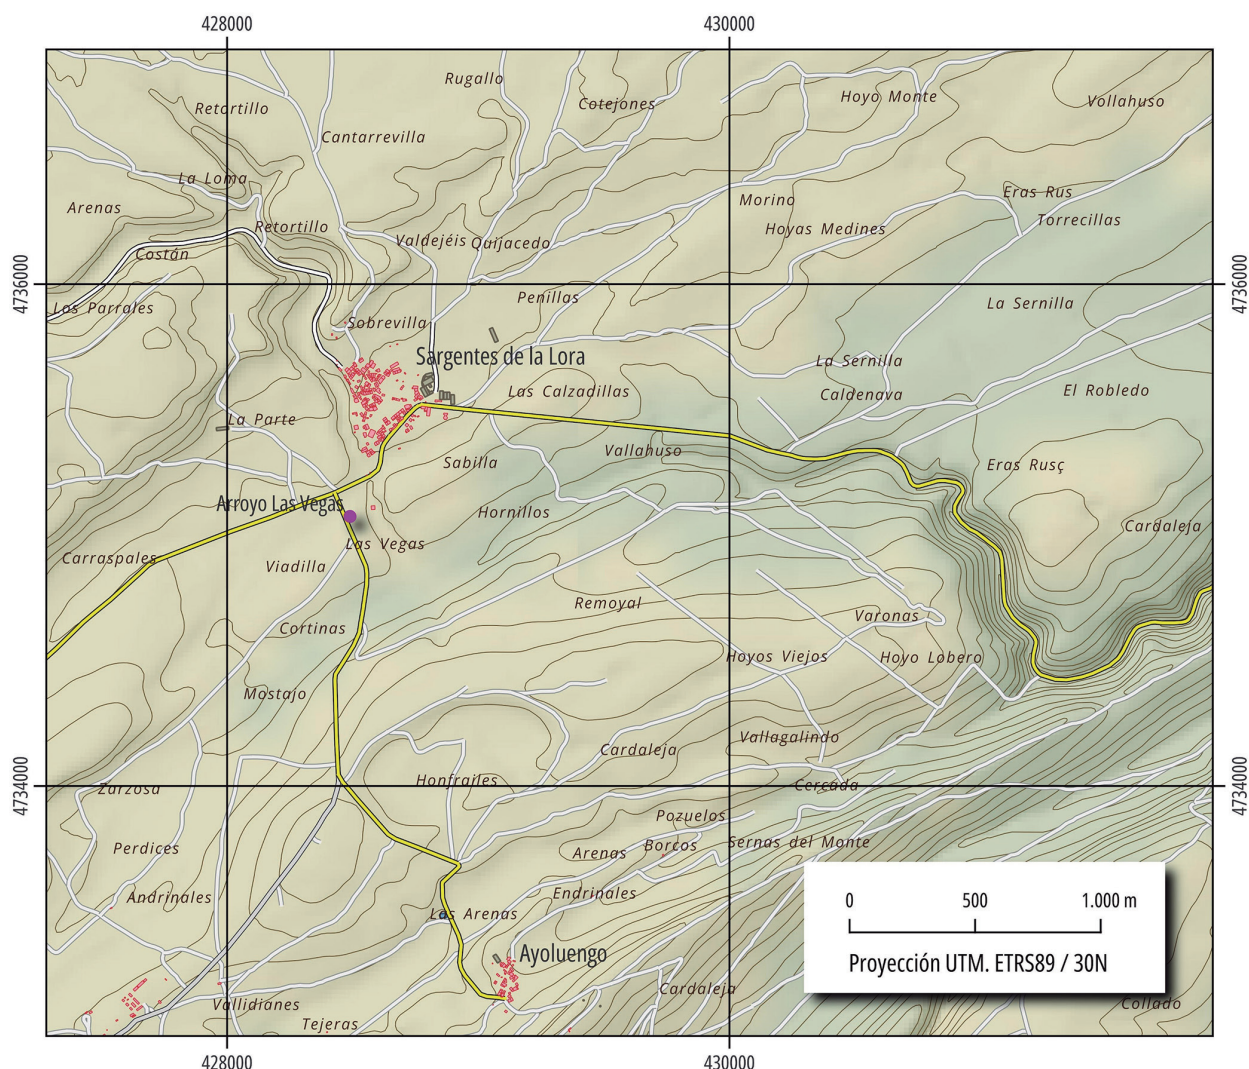 428000
430000
Rugallo
Cotejones
Hoyo Monte
Vollahuso
Retortillo
Cantarrevilla
La Loma
Eras Rus
Arenas
Morino
Torrecillas
Retortillo
Hoyas Medines
Valdejéis
Quijacedo
Costán
4736000
4736000
Penillas
La Sernilla
Los Parrales
Sobrevilla
Sargentes de la Lora
La Sernilla
Las Calzadillas
Caldenava
El Robledo
La Parte
Vallahuso
Sabilla
Eras Rusç
Arroyo Las Vegas
Hornillos
Cardaleja
Las Vegas
Carraspales
Viadilla
Remoyal
Varonas
Cortinas
Hoyos Viejos
Hoyo Lobero
Mostajo
Vallagalindo
Cardaleja
Honfrailes
Cercada
4734000
4734000
Zarzosa
Pozuelos
Borcos
Sernas del Monte
Perdices
Arenas
Andrinales
Endrinales
Las Arenas
0 500 1.000 m
Ayoluengo
Proyección UTM. ETRS89 / 30N
Cardaleja
Vallidianes
Collado
Tejeras
428000
430000